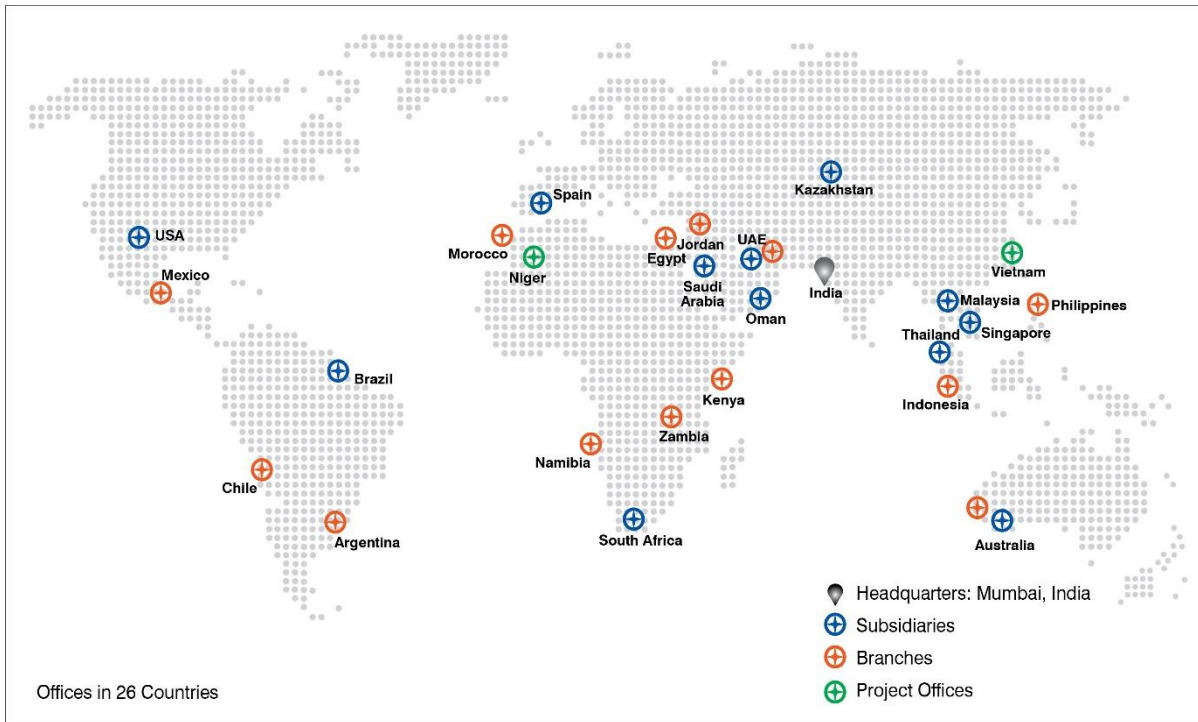 Kazakhstan
Spain
USA
Morocco
Niger
Egypt
Jordan
UAE
Vietnam
Mexico
Saudi
Arabia
Oman
India
Malaysia
Philippines
Singapore
Thailand
Brazil
Kenya
Indonesia
Zambia
Namibia
Chile
Argentina
South Africa
Australia
Headquarters: Mumbai, India
Subsidiaries
Branches
Project Offices
Offices in 26 Countries